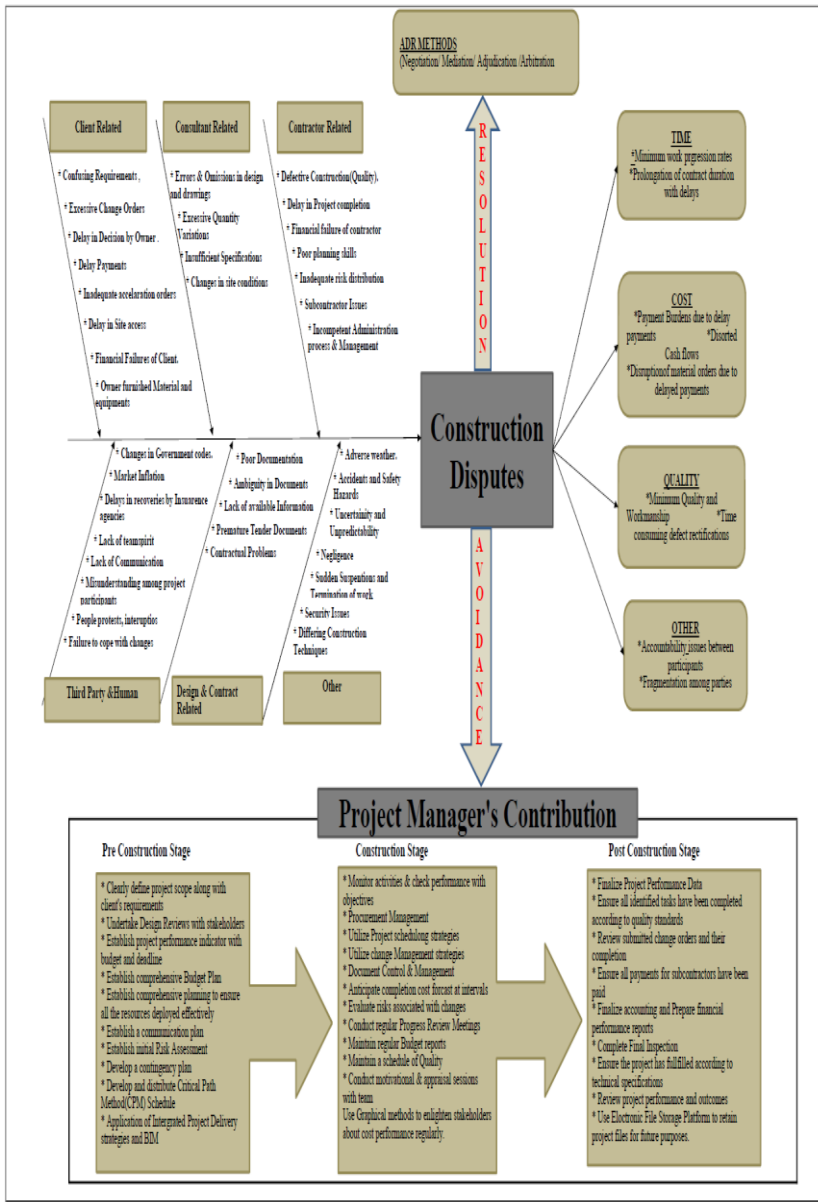 ADR METHODS
(Negotiation/ Mediation/ Adjudication /Arbitration
Client Related
Consultant Related
Contractor Related
* Confusing Requirements .
* Excessive Change Orders
* Delay in Decision by Owner .
* Delay Payments
* Inadequate accelaration orders
* Delay in Site access
* Financial Failures of Client.
* Owner furnished Material and
equipments
* Errors & Omissions in design
and drawings
* Excessive Quantity
Variations
* Insufficient Specifications
* Changes in site conditions
* Defective Construction(Quality).
* Delay in Project completion
* Financial failure of contractor
* Poor planning skills
* Inadequate risk distribution
* Subcontractor Issues
* Incompetent Administration
process & Management
RESOLUTION
TIME
*Minimum work prgression rates
*Prolongation of contract duration
with delays
COST
*Payment Burdens due to delay
payments *Disorted
Cash flows
*Disruptionof material orders due to
delayed payments
Construction
Disputes
QUALITY
*Minimum Quality and
Workmanship *Time
consuming defect rectifications
OTHER
*Accountability issues between
participants
*Fragmentation among parties
* Changes in Government codes.
* Market Inflation
* Delays in recoveries by Insuarence
agencies
* Lack of teamspirit
* Lack of Communication
* Misunderstanding among project
participants
* People protests, interuptios
* Failure to cope with changes
* Poor Documentation
* Ambiguity in Documents
* Lack of available Information
* Premature Tender Documents
* Contractual Problems
* Adverse weather.
* Accidents and Safety
Hazards
* Uncertainity and
Unpredictability
* Negligence
* Sudden Suspentions and
Termination of work
* Security Issues
* Differing Construction
Techniques
Third Party &Human
Design & Contract
Related
Other
AVOIDANCE
Project Manager's Contribution
Pre Construction Stage
* Clearly define project scope along with
client's requirements
* Undertake Design Reviews with stakeholders
* Establish project performance indicator with
budget and deadline
* Establish comprehensive Budget Plan
* Establish comprehensive planning to ensure
all the resources deployed effectively
* Establish a communication plan
* Establish initial Risk Assessment
* Develop a contingency plan
* Develop and distribute Critical Path
Method(CPM) Schedule
* Application of Intergrated Project Delivery
strategies and BIM
Construction Stage
* Monitor activities & check performance with
objectives
* Procurement Management
* Utilize Project schedulong strategies
* Utilize change Management strategies
* Document Control & Management
* Anticipate completion cost forcast at intervals
* Evaluate risks associated with changes
* Conduct regular Progress Review Meetings
* Maintain regular Budget reports
* Maintain a schedule of Quality
* Conduct motivational & appraisal sessions
with team
Use Graphical methods to enlighten stakeholders
about cost performance regularly.
Post Construction Stage
* Finalize Project Performance Data
* Ensure all identified tasks have been completed
according to quality standards
* Review submitted change orders and their
completion
* Ensure all payments for subcontractors have been
paid
* Finalize accounting and Prepare financial
performance reports
* Complete Final Inspection
* Ensure the project has fullfilled according to
technical specifications
* Review project performance and outcomes
* Use Eloctronic File Storage Platform to retain
project files for future purposes.